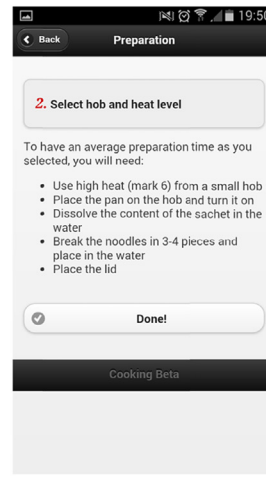 19:50
Back
Preparation
2. Select hob and heat level
To have an average preparation time as you
selected, you will need:
• Use high heat (mark 6) from a small hob
• Place the pan on the hob and turn it on
• Dissolve the content of the sachet in the
water
• Break the noodles in 3-4 pieces and
place in the water
• Place the lid
Done!
Cooking Beta